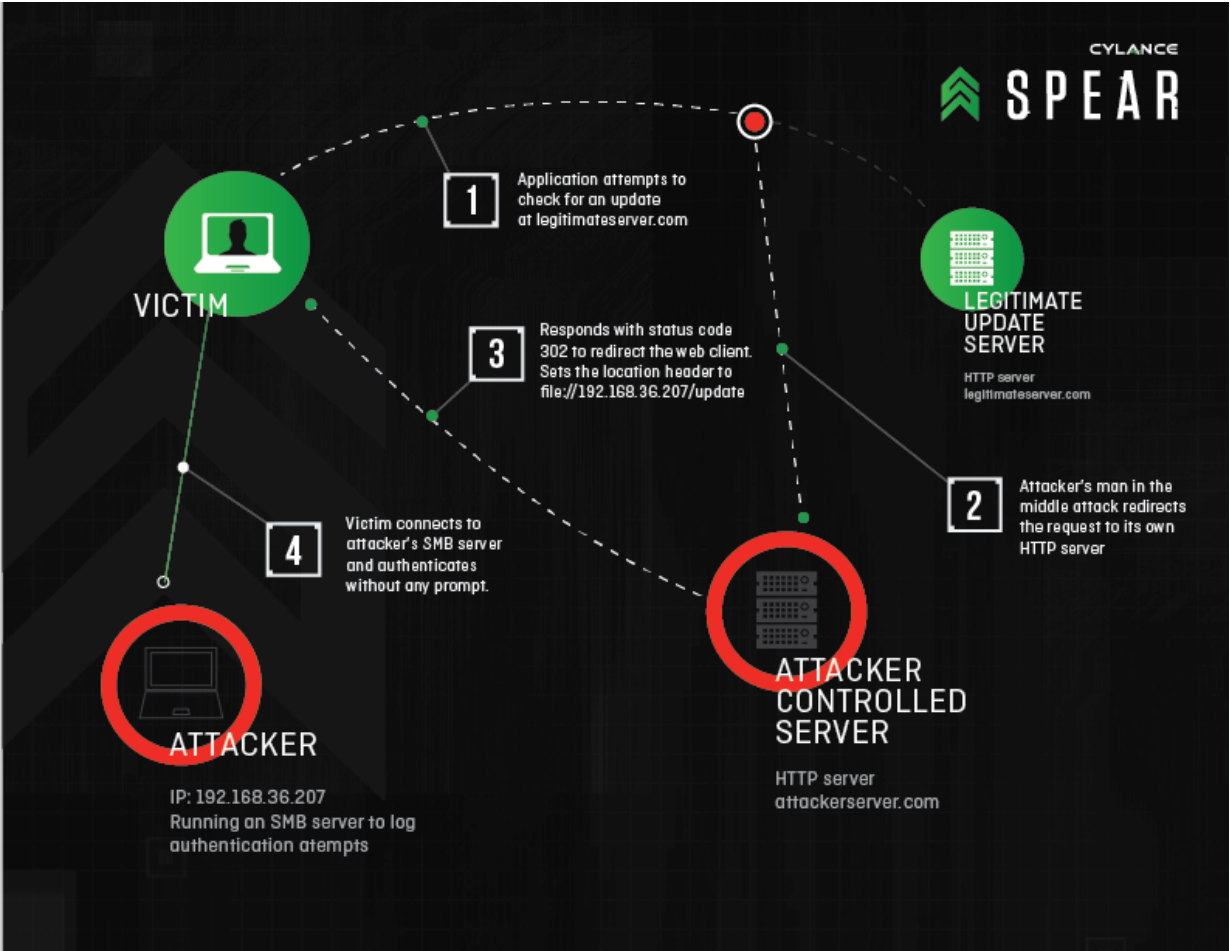 CYLANCE
SPEAR
1
Application attempts to
check for an update
at legitimateserver.com
VICTIM
LEGITIMATE
UPDATE
SERVER
HTTP server
legitimateserver.com
3
Responds with status code
302 to redirect the web client.
Sets the location header to
file://192.168.36.207/update
2
Attacker's man in the
middle attack redirects
the request to its own
HTTP server
4
Victim connects to
attacker's SMB server
and authenticates
without any prompt.
ATTACKER
CONTROLLED
SERVER
HTTP server
attackerserver.com
ATTACKER
IP: 192.168.36.207
Running an SMB server to log
authentication atempts